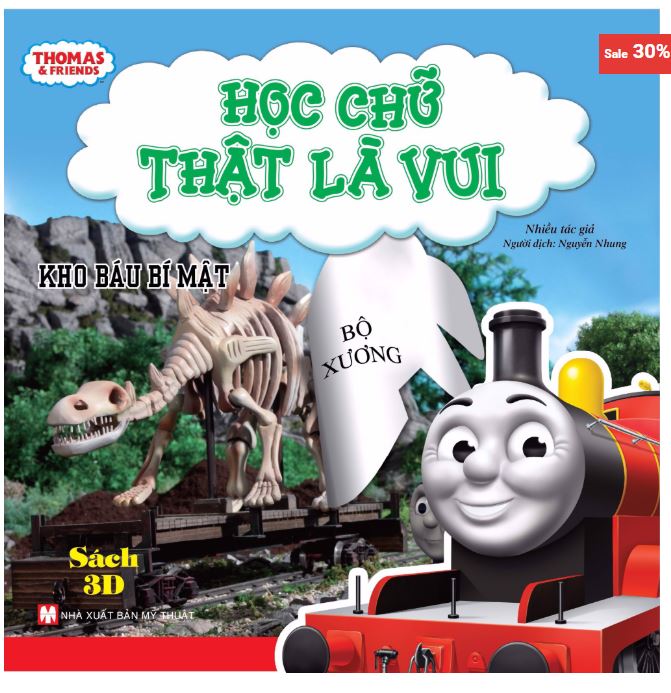 THOMAS
& FRIENDS
Sale 30%
HỌC CHỮ
THẬT LÀ VUI
Nhiều tác giả
Người dịch: Nguyễn Nhung
KHO BÁU BÍ MẬT
BỘ
XƯƠNG
Sách
3D
NHÀ XUẤT BẢN MỸ THUẬT